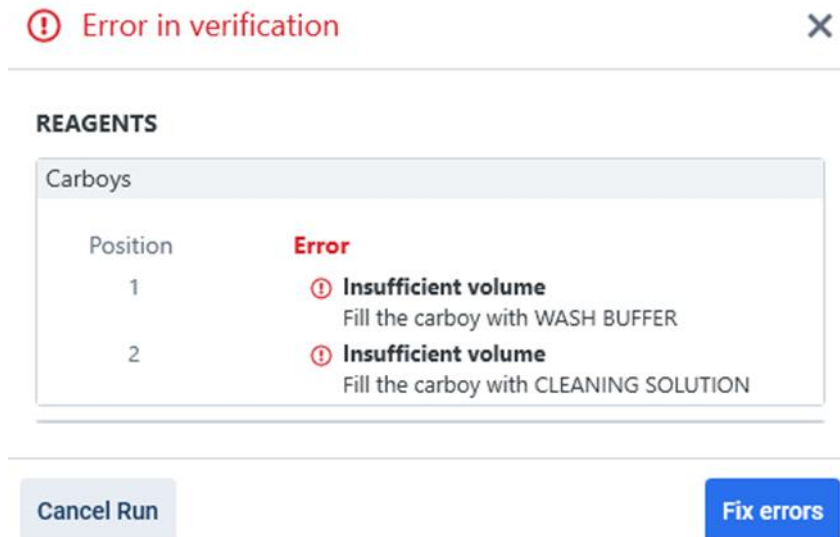 Error in verification
REAGENTS
Carboys
Position Error
1 Insufficient volume
Fill the carboy with WASH BUFFER
2 Insufficient volume
Fill the carboy with CLEANING SOLUTION
Cancel Run Fix errors